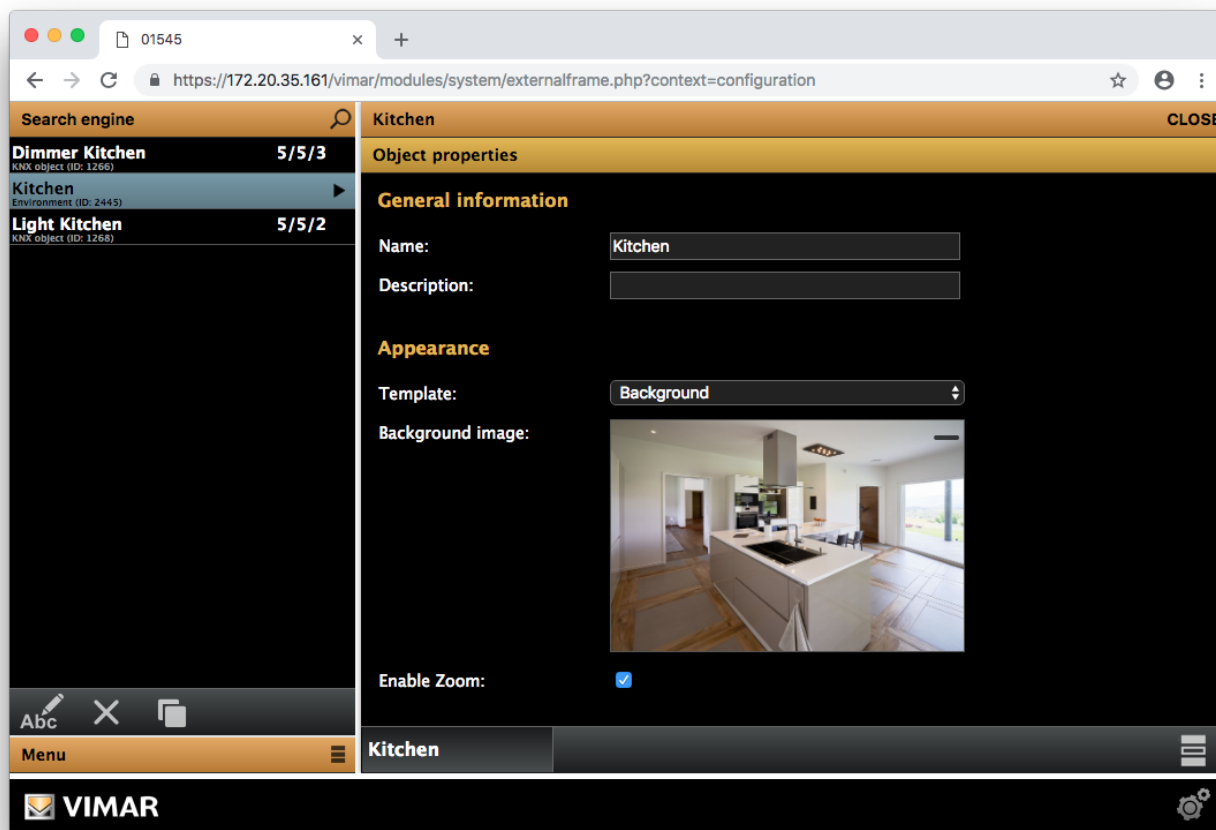 01545
https://172.20.35.161/vimar/modules/system/externalframe.php?context=configuration
Search engine
Dimmer Kitchen 5/5/3
KNX object (ID: 1266)
Kitchen
Environment (ID: 2445)
Light Kitchen 5/5/2
KNX object (ID: 1268)
Abc
Menu
Kitchen CLOSE
Object properties
General information
Name: Kitchen
Description:
Appearance
Template: Background
Background image:
Enable Zoom:
Kitchen
VIMAR